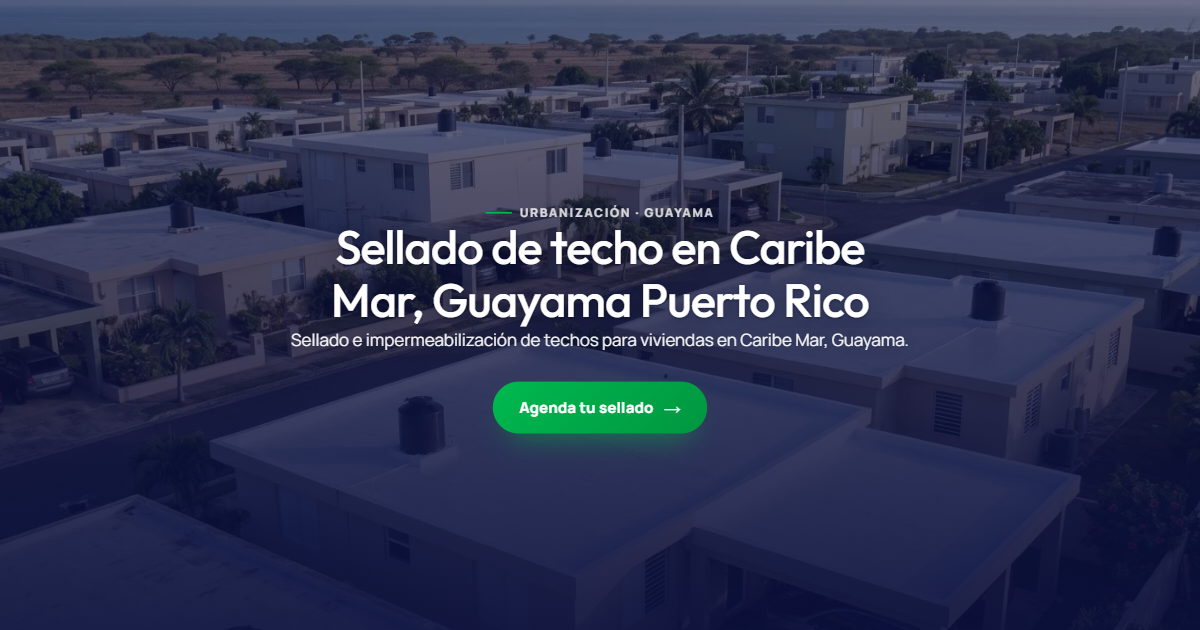 URBANIZACIÓN · GUAYAMA
Sellado de techo en Caribe
Mar, Guayama Puerto Rico
Sellado e impermeabilización de techos para viviendas en Caribe Mar, Guayama.
Agenda tu sellado →